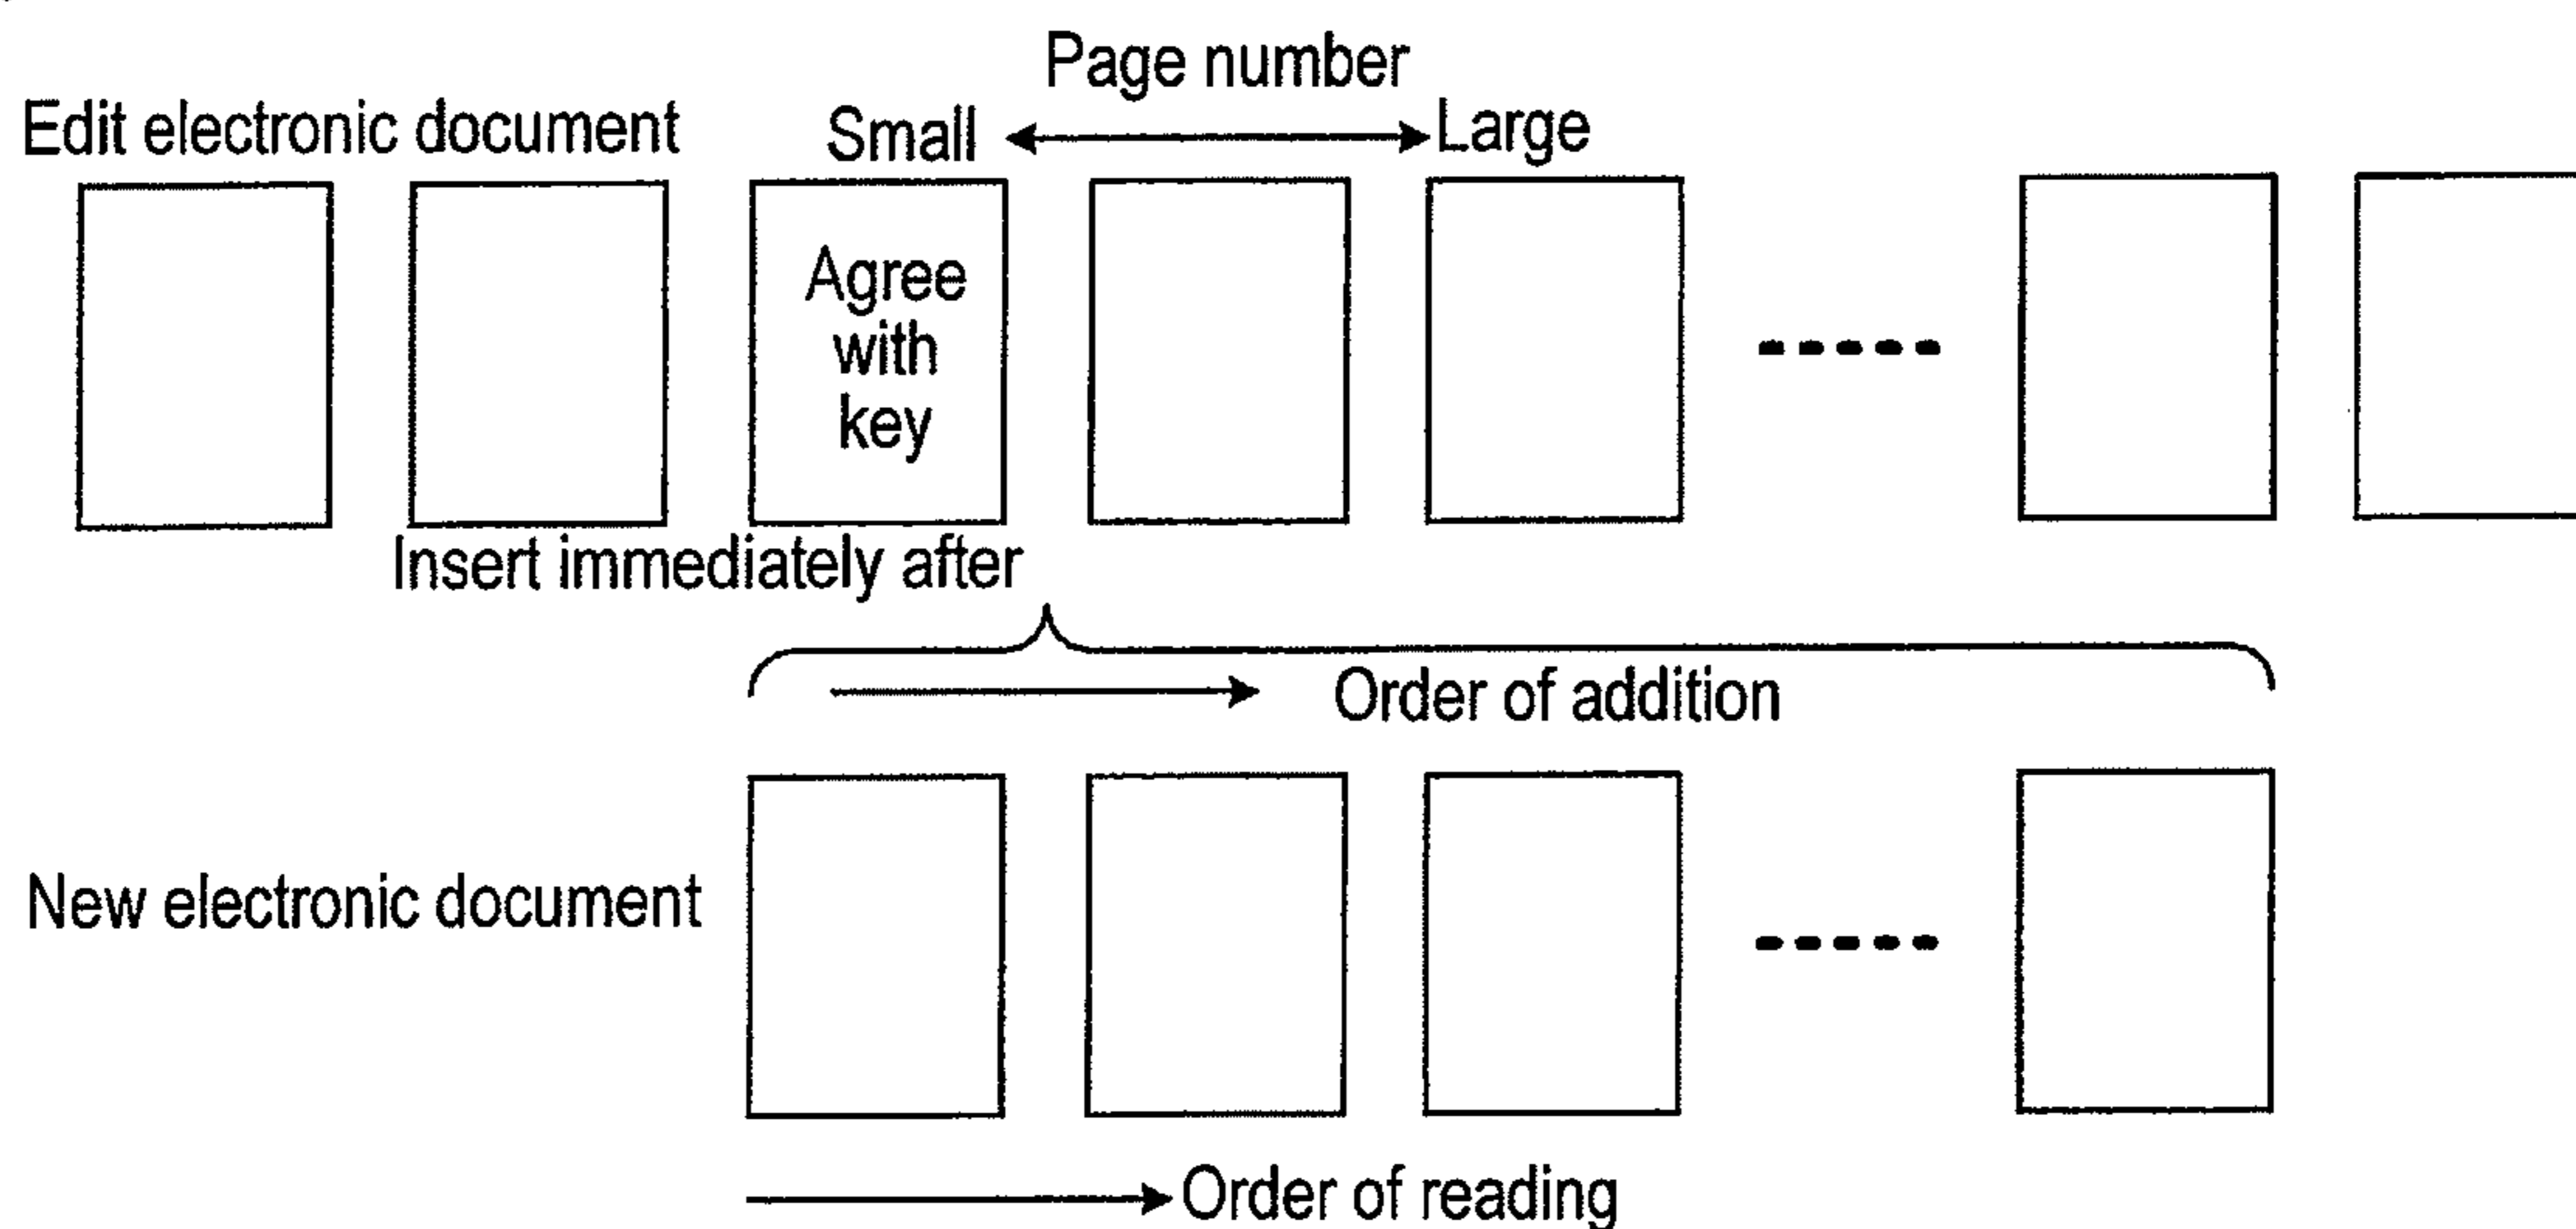 Page number
Edit electronic document
Small
Large
Agree
with
key
Insert immediately after
Order of addition
New electronic document
Order of reading